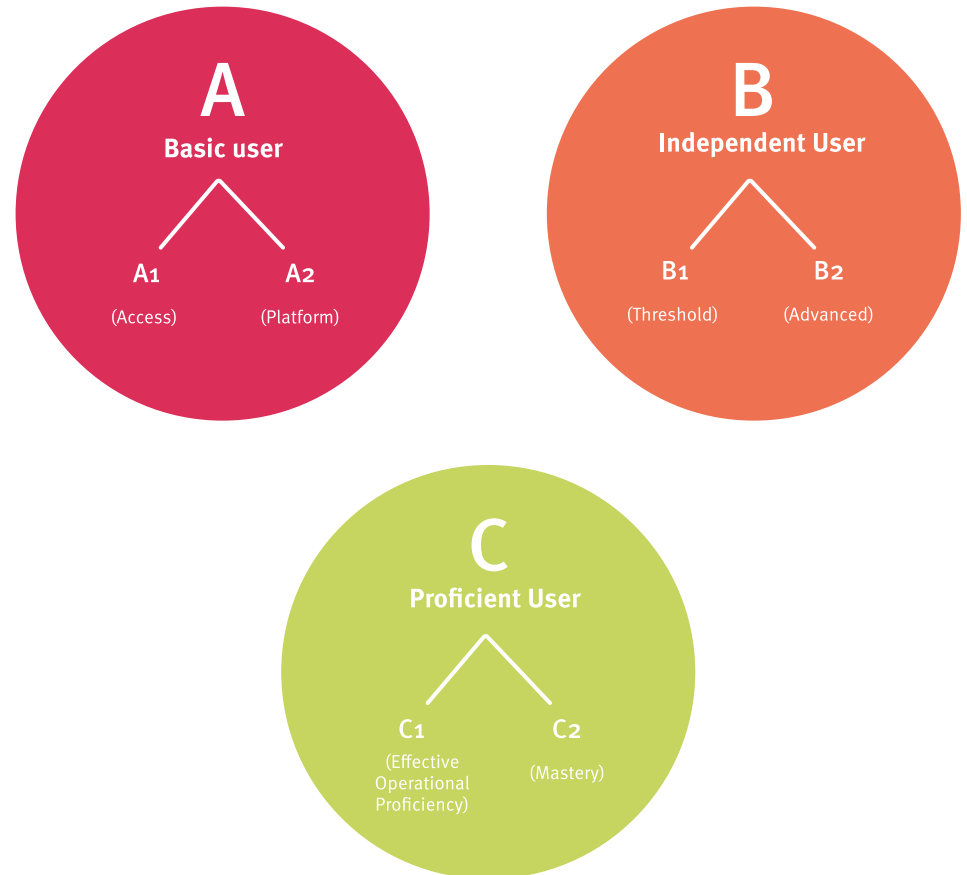 A
Basic user
A1
A2
(Access)
(Platform)
B
Independent User
B1
B2
(Threshold)
(Advanced)
C
Proficient User
C1
C2
(Effective
Operational
Proficiency)
(Mastery)